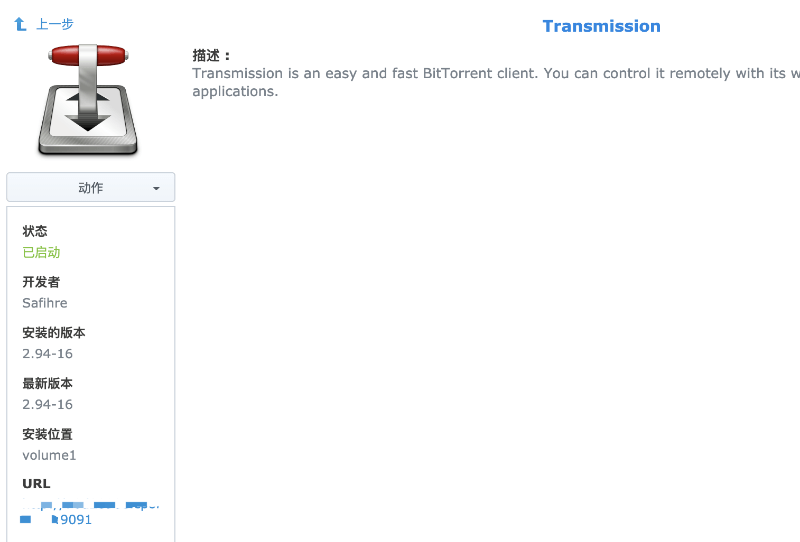 上一步
Transmission
描述：
Transmission is an easy and fast BitTorrent client. You can control it remotely with its
applications.
动作
状态
已启动
开发者
Safihre
安装的版本
2.94-16
最新版本
2.94-16
安装位置
volume1
URL
9091